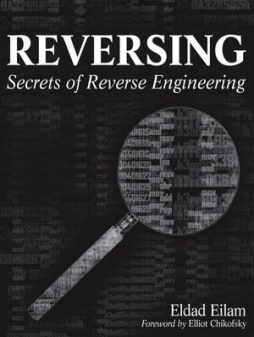 REVERSING
Secrets of Reverse Engineering
Eldad Eilam
Foreword by Elliot Chikofsky